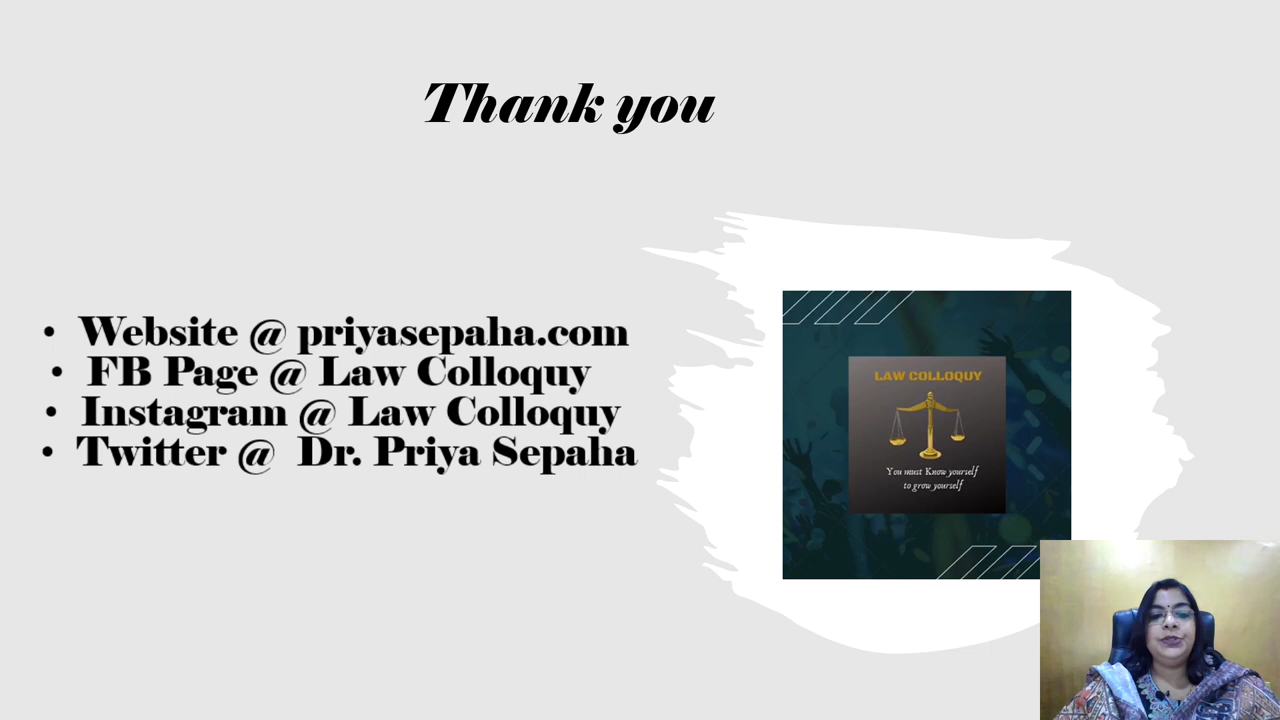 Thank you
• Website @ priyasepaha.com
• FB Page @ Law Colloquy
• Instagram @ Law Colloquy
• Twitter @ Dr. Priya Sepaha
LAW COLLOQUY
You must Know yourself
to grow yourself